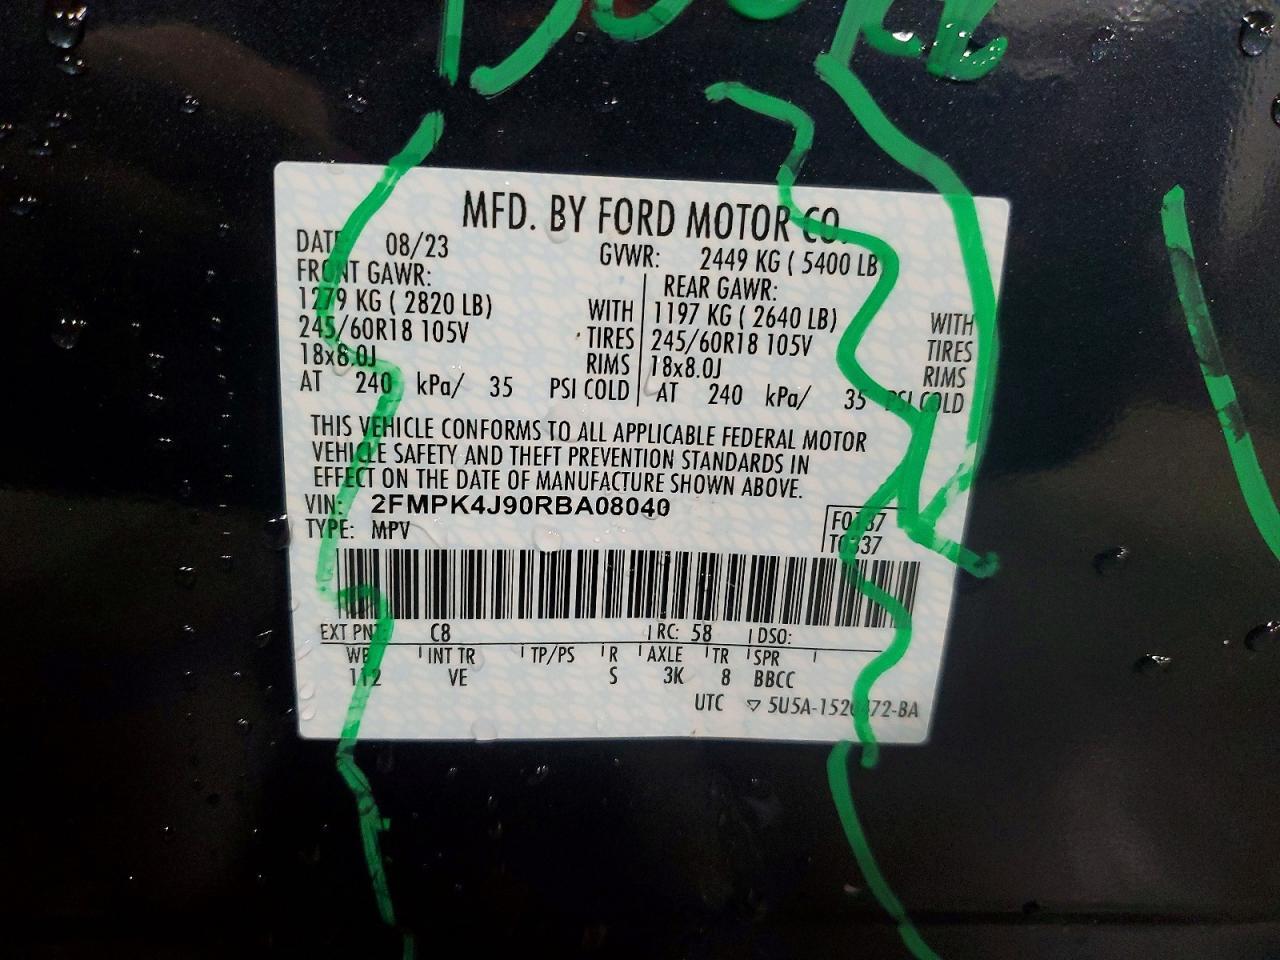 MFD. BY FORD MOTOR CO.
DATE 08/23 GVWR: 2449 KG ( 5400 LB)
FRONT GAWR: REAR GAWR:
1279 KG ( 2820 LB) WITH 1197 KG ( 2640 LB) WITH
245/60R18 105V TIRES 245/60R18 105V TIRES
18x8.0J RIMS 18x8.0J RIMS
AT 240 kPa/ 35 PSI COLD AT 240 kPa/ 35 PSI COLD
THIS VEHICLE CONFORMS TO ALL APPLICABLE FEDERAL MOTOR
VEHICLE SAFETY AND THEFT PREVENTION STANDARDS IN
EFFECT ON THE DATE OF MANUFACTURE SHOWN ABOVE.
VIN: 2FMPK4J90RBA08040
TYPE: MPV
F0137
T0337
EXT PNT: C8 RC: 58 DSO:
WB INT TR TP/PS R AXLE TR SPR
112 VE S 3K 8 BBCC
UTC